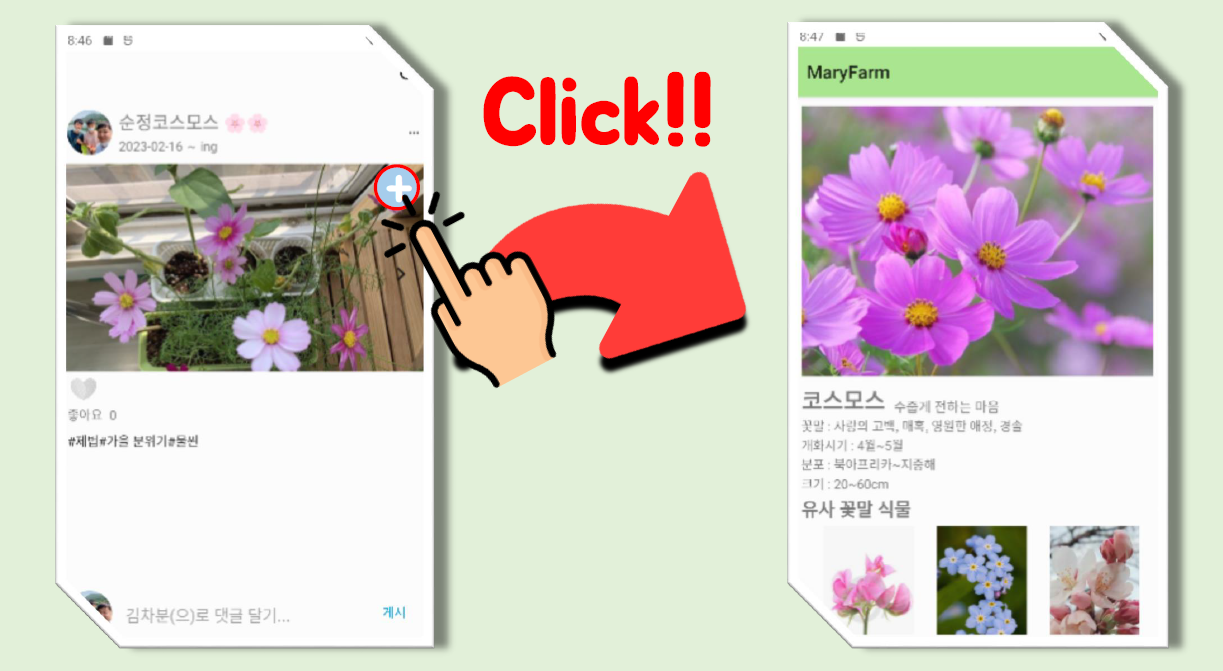 8:46
순정코스모스 🌸🌸
2023-02-16 ~ ing
좋아요 0
#제법#가을 분위기#물씬
김차분(으)로 댓글 달기...
게시
Click!!
8:47
MaryFarm
코스모스 수줍게 전하는 마음
꽃말 : 사랑의 고백, 매혹, 영원한 애정, 경솔
개화시기 : 4월~5월
분포 : 북아프리카~지중해
크기 : 20~60cm
유사 꽃말 식물